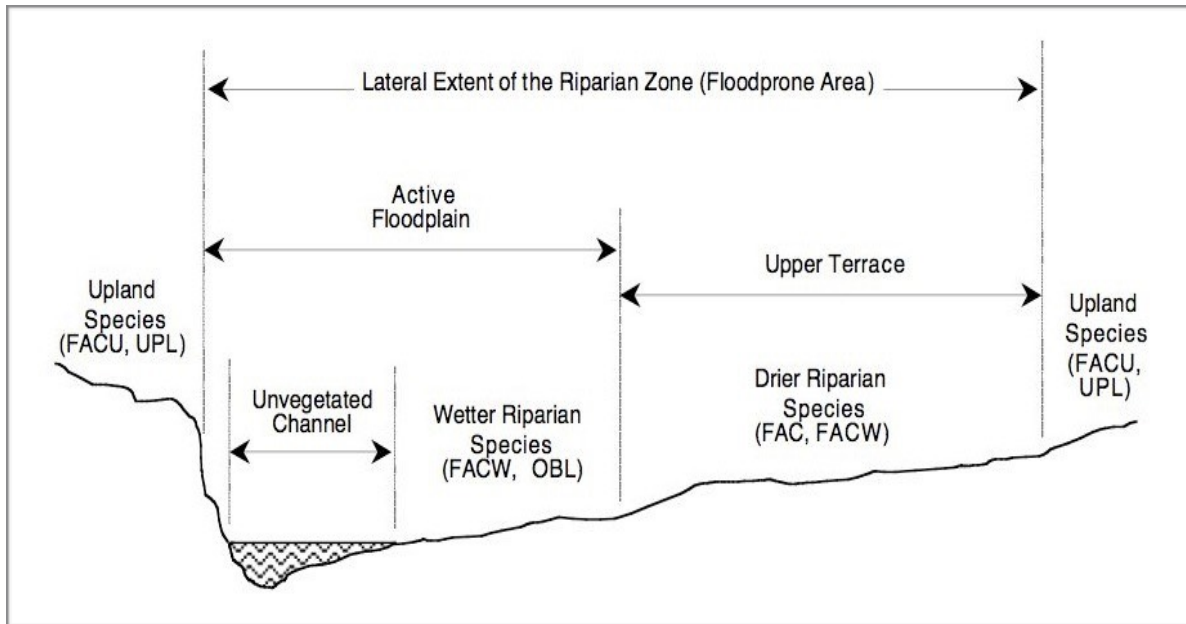 Lateral Extent of the Riparian Zone (Floodprone Area)
Active
Floodplain
Upper Terrace
Upland
Species
(FACU, UPL)
Unvegetated
Channel
Wetter Riparian
Species
(FACW, OBL)
Drier Riparian
Species
(FAC, FACW)
Upland
Species
(FACU,
UPL)